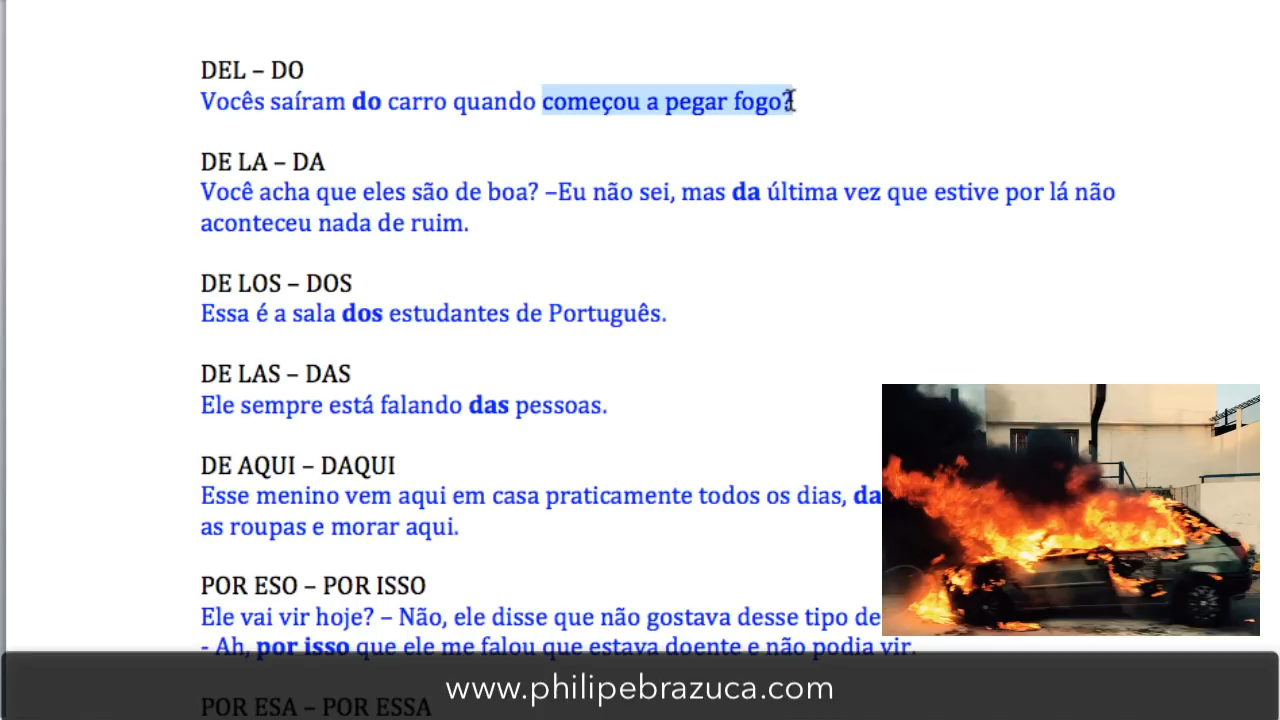 DEL – DO
Vocês saíram do carro quando começou a pegar fogo?
DE LA – DA
Você acha que eles são de boa? –Eu não sei, mas da última vez que estive por lá não
aconteceu nada de ruim.
DE LOS – DOS
Essa é a sala dos estudantes de Português.
DE LAS – DAS
Ele sempre está falando das pessoas.
DE AQUI – DAQUI
Esse menino vem aqui em casa praticamente todos os dias,
as roupas e morar aqui.
POR ESO – POR ISSO
Ele vai vir hoje? – Não, ele disse que não gostava desse tipo de
- Ah, por isso que ele me falou que estava doente e não podia vir.
POR ESA – POR ESSA
www.philipebrazuca.com